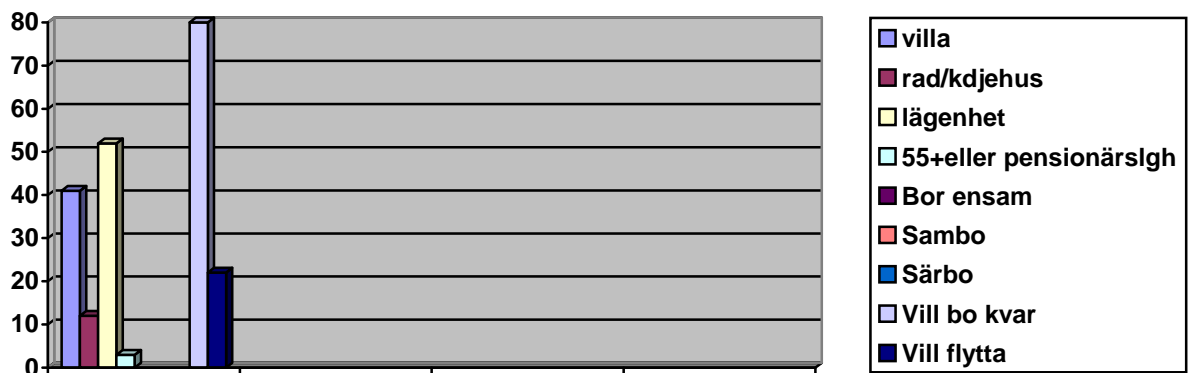 80
70
60
50
40
30
20
10
0
villa
rad/kdjehus
lägenhet
55+eller pensionärslgh
Bor ensam
Sambo
Särbo
Vill bo kvar
Vill flytta